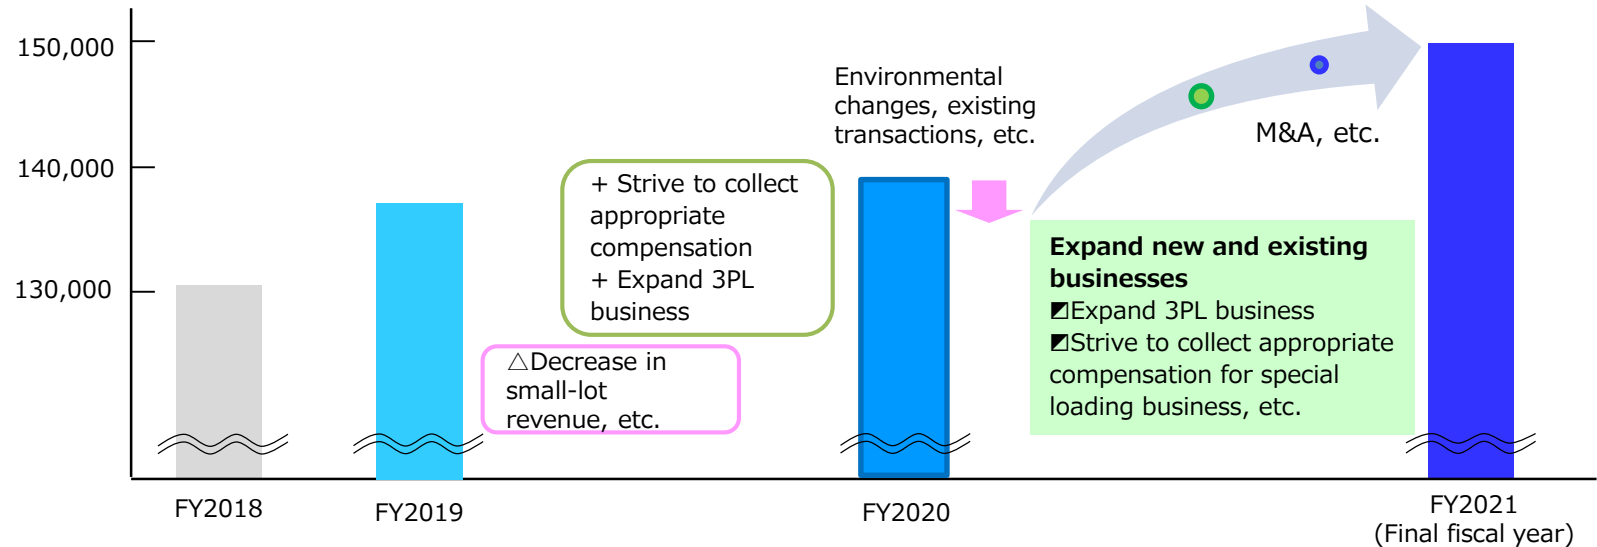 150,000
140,000
130,000
Environmental
changes, existing
transactions, etc.
M&A, etc.
+ Strive to collect
appropriate
compensation
+ Expand 3PL
business
△Decrease in
small-lot
revenue, etc.
Expand new and existing
businesses
◩Expand 3PL business
◩Strive to collect appropriate
compensation for special
loading business, etc.
FY2018
FY2019
FY2020
FY2021
(Final fiscal year)